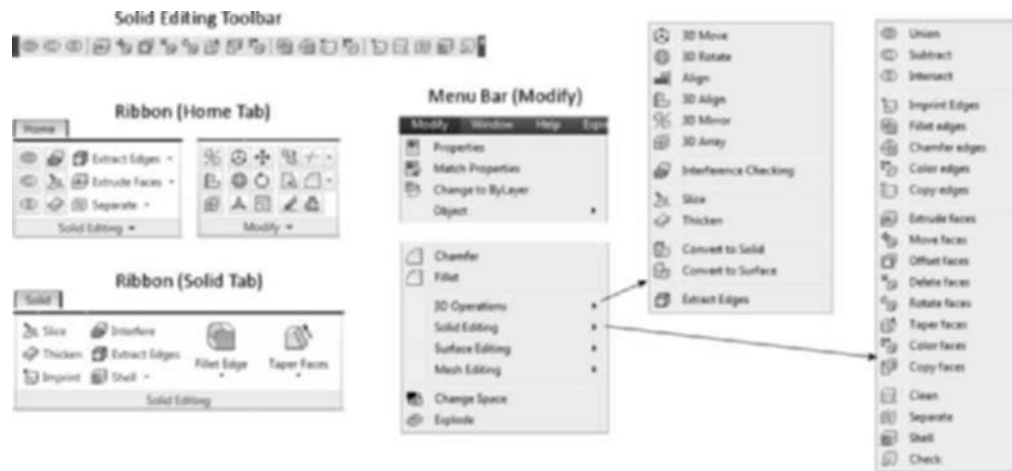 Solid Editing Toolbar
Ribbon (Home Tab)
Home
Extract Edges
Extrude Faces
Separate
Solid Editing
Modify
Ribbon (Solid Tab)
Solid
Slice
Interfere
Thicken
Extract Edges
Imprint
Shell
Fillet Edge
Taper Faces
Solid Editing
Menu Bar (Modify)
Modify Window Help
Properties
Match Properties
Change to ByLayer
Object
Chamfer
Fillet
3D Operations
Solid Editing
Surface Editing
Mesh Editing
Change Space
Explode
3D Move
3D Rotate
Align
3D Align
3D Mirror
3D Array
Interference Checking
Slice
Thicken
Convert to Solid
Convert to Surface
Extract Edges
Union
Subtract
Intersect
Imprint Edges
Fillet edges
Chamfer edges
Color edges
Copy edges
Extrude faces
Move faces
Offset faces
Delete faces
Rotate faces
Taper faces
Color faces
Copy faces
Clean
Separate
Shell
Check